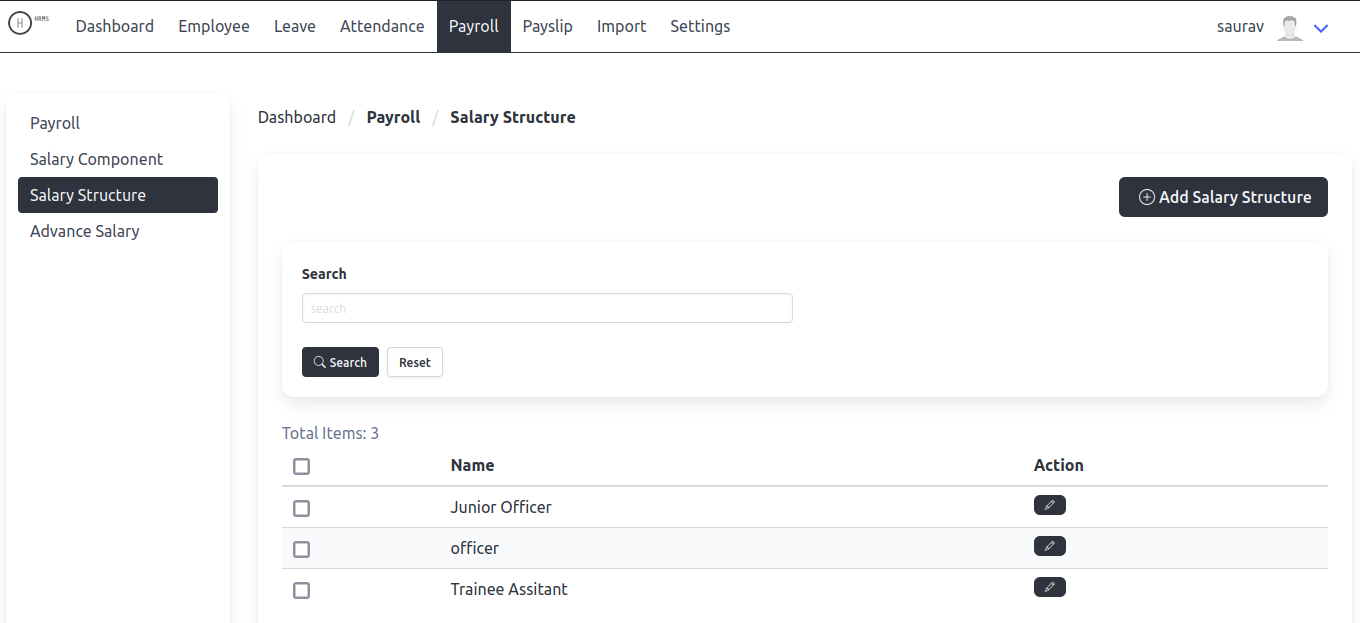 H HRMS Dashboard Employee Leave Attendance Payroll Payslip Import Settings saurav
Payroll
Salary Component
Salary Structure
Advance Salary
Dashboard / Payroll / Salary Structure
Add Salary Structure
Search
search
Search Reset
Total Items: 3
Name Action
Junior Officer
officer
Trainee Assitant